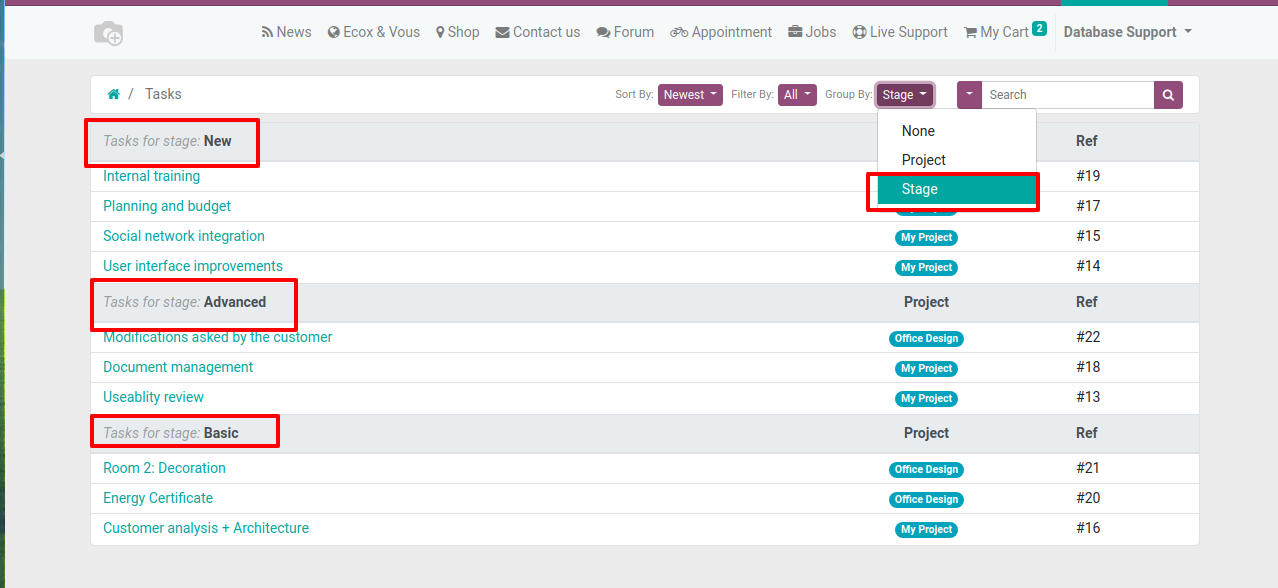 News Ecox & Vous Shop Contact us Forum Appointment Jobs Live Support My Cart 2 Database Support
/ Tasks Sort By: Newest Filter By: All Group By: Stage Search
None
Project
Stage
Tasks for stage: New Ref
Internal training #19
Planning and budget #17
Social network integration My Project #15
User interface improvements My Project #14
Tasks for stage: Advanced Project Ref
Modifications asked by the customer Office Design #22
Document management My Project #18
Useablity review My Project #13
Tasks for stage: Basic Project Ref
Room 2: Decoration Office Design #21
Energy Certificate Office Design #20
Customer analysis + Architecture My Project #16